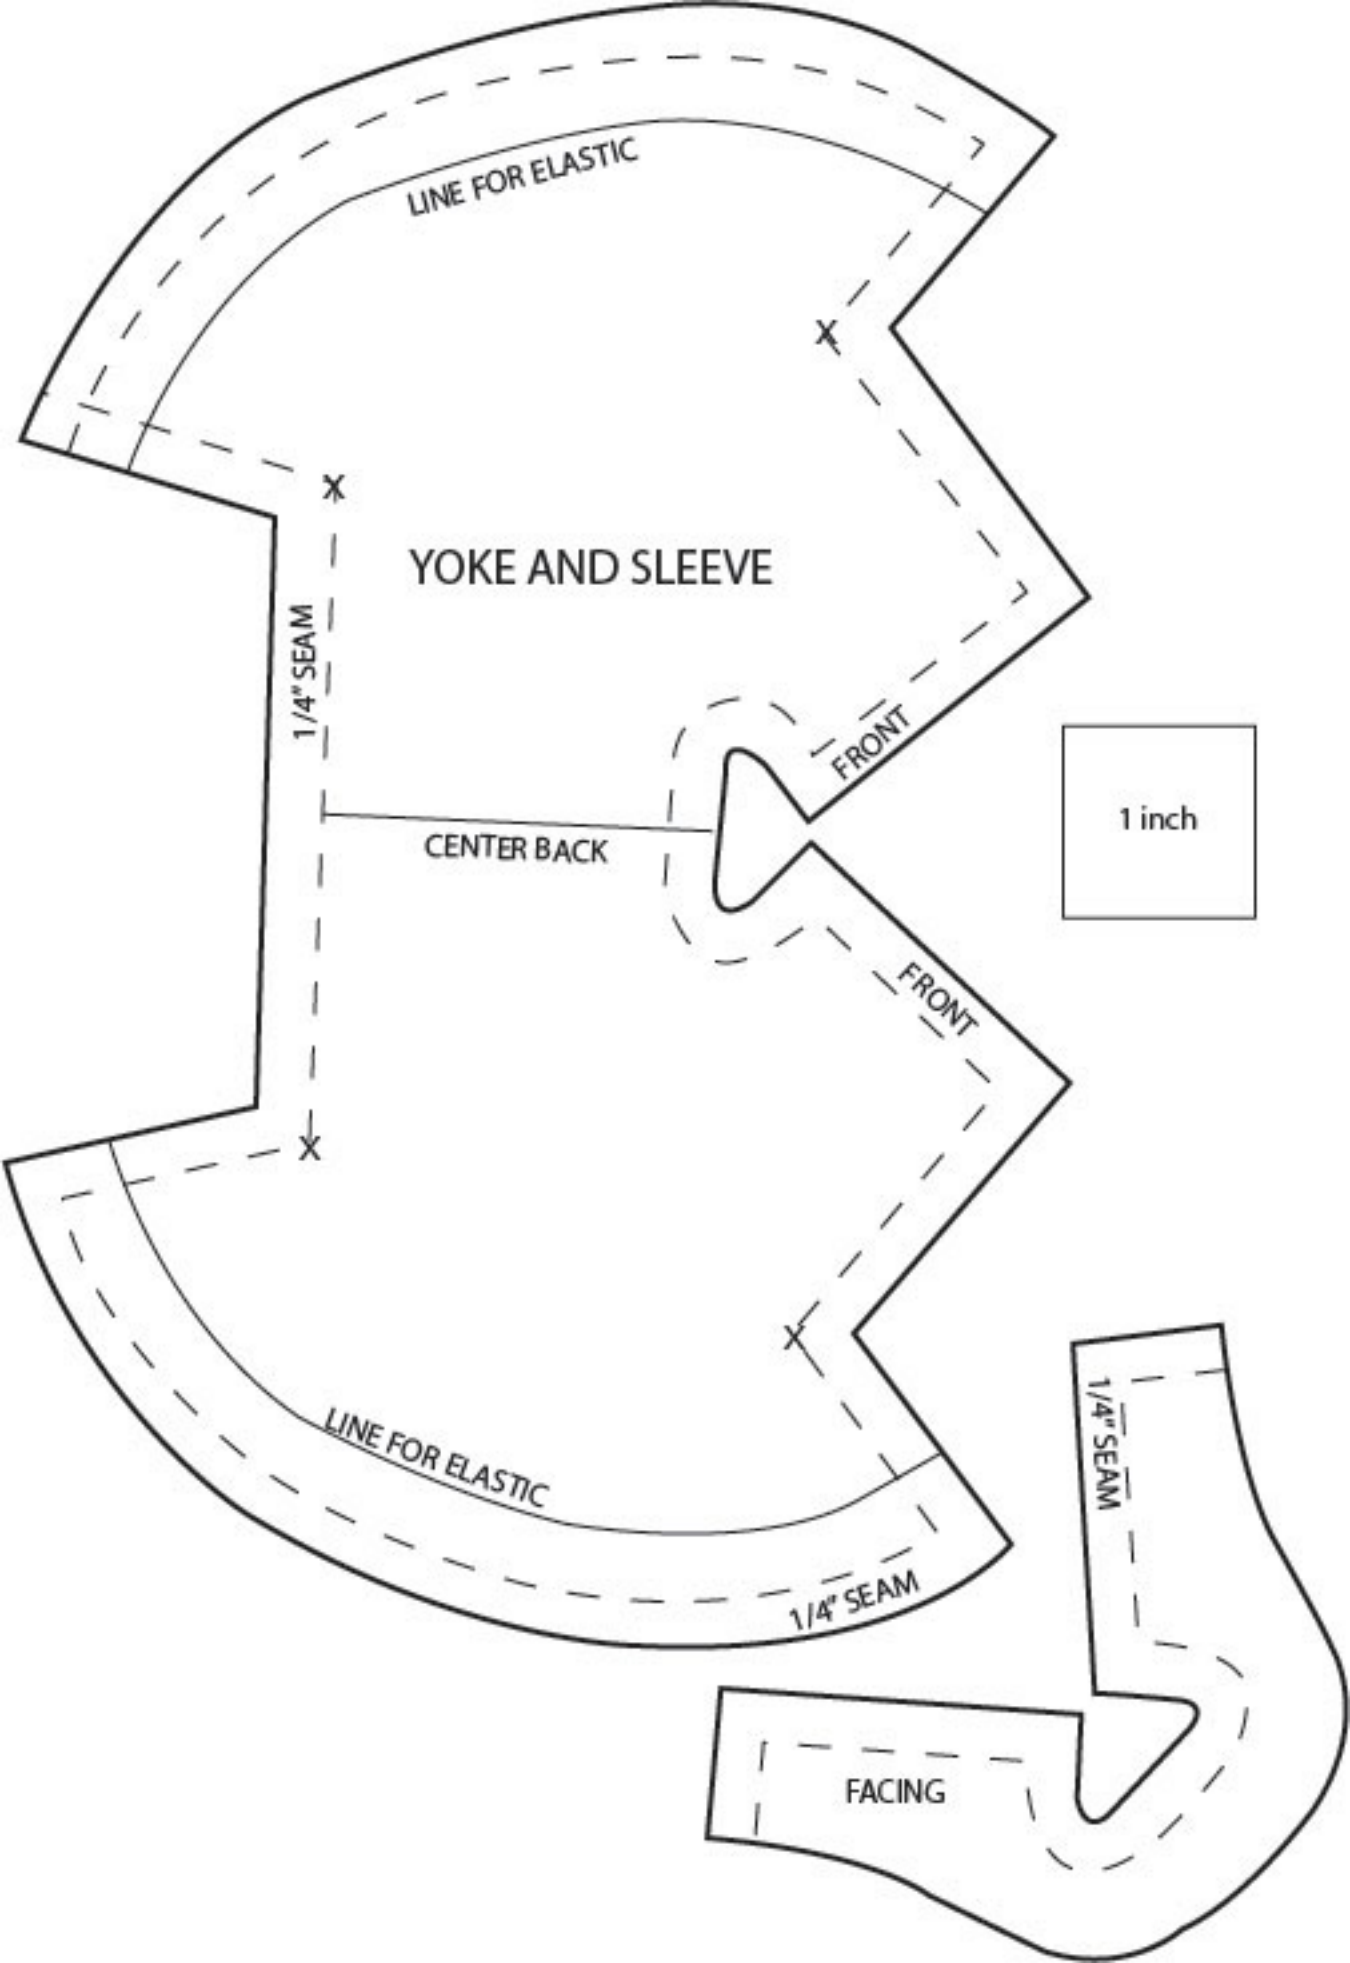 LINE FOR ELASTIC
YOKE AND SLEEVE
1/4" SEAM
FRONT
CENTER BACK
1 inch
FRONT
LINE FOR ELASTIC
1/4" SEAM
1/4" SEAM
FACING